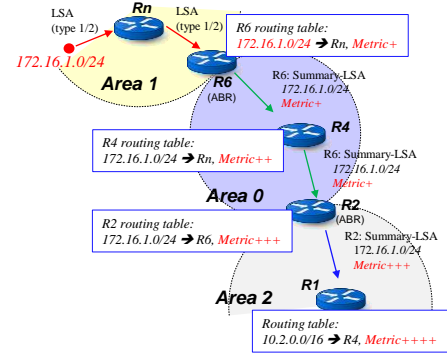 LSA
(type 1/2)
Rn
LSA
(type 1/2)
172.16.1.0/24
Area 1
R6
(ABR)
R6 routing table:
172.16.1.0/24 ➔ Rn, Metric+
R6: Summary-LSA
172.16.1.0/24
Metric+
R4
R4 routing table:
172.16.1.0/24 ➔ Rn, Metric++
R6: Summary-LSA
172.16.1.0/24
Metric+
Area 0
R2
(ABR)
R2 routing table:
172.16.1.0/24 ➔ R6, Metric+++
R2: Summary-LSA
172.16.1.0/24
Metric+++
R1
Area 2
Routing table:
10.2.0.0/16 ➔ R4, Metric++++